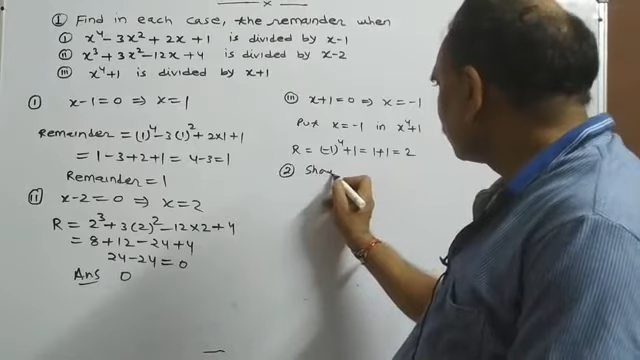 ① Find in each case, the remainder when
ⓘ x⁴ - 3x² + 2x + 1 is divided by x-1
ⓘⓘ x³ + 3x² - 12x + 4 is divided by x-2
ⓘⓘⓘ x⁴+1 is divided by x+1
① x-1=0 ⇒ x=1
Remainder = (1)⁴ - 3(1)² + 2×1+1
= 1-3+2+1 = 4-3=1
Remainder = 1
ⓘⓘ x-2=0 ⇒ x=2
R = 2³+3(2)²-12×2+4
= 8+12-24+4
24-24=0
Ans 0
ⓘⓘⓘ x+1=0 ⇒ x=-1
Put x=-1 in x⁴+1
R = (-1)⁴+1=1+1=2
② Sho